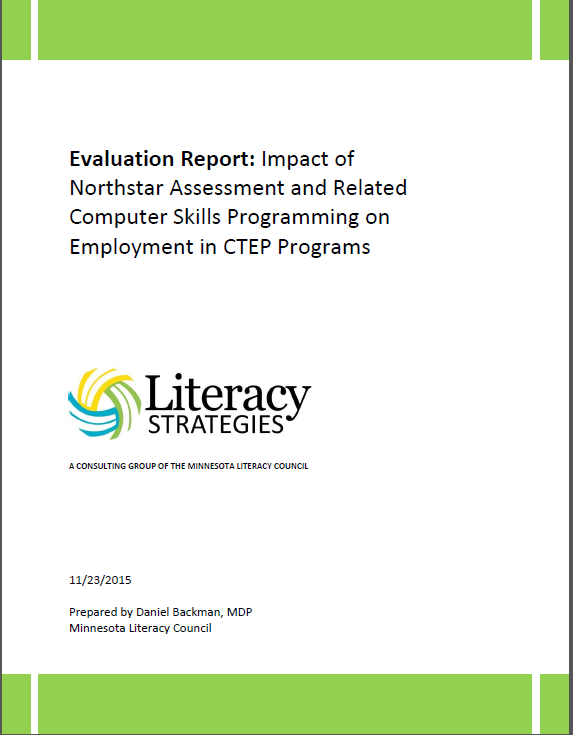 Evaluation Report: Impact of
Northstar Assessment and Related
Computer Skills Programming on
Employment in CTEP Programs
Literacy
STRATEGIES
A CONSULTING GROUP OF THE MINNESOTA LITERACY COUNCIL
11/23/2015
Prepared by Daniel Backman, MDP
Minnesota Literacy Council